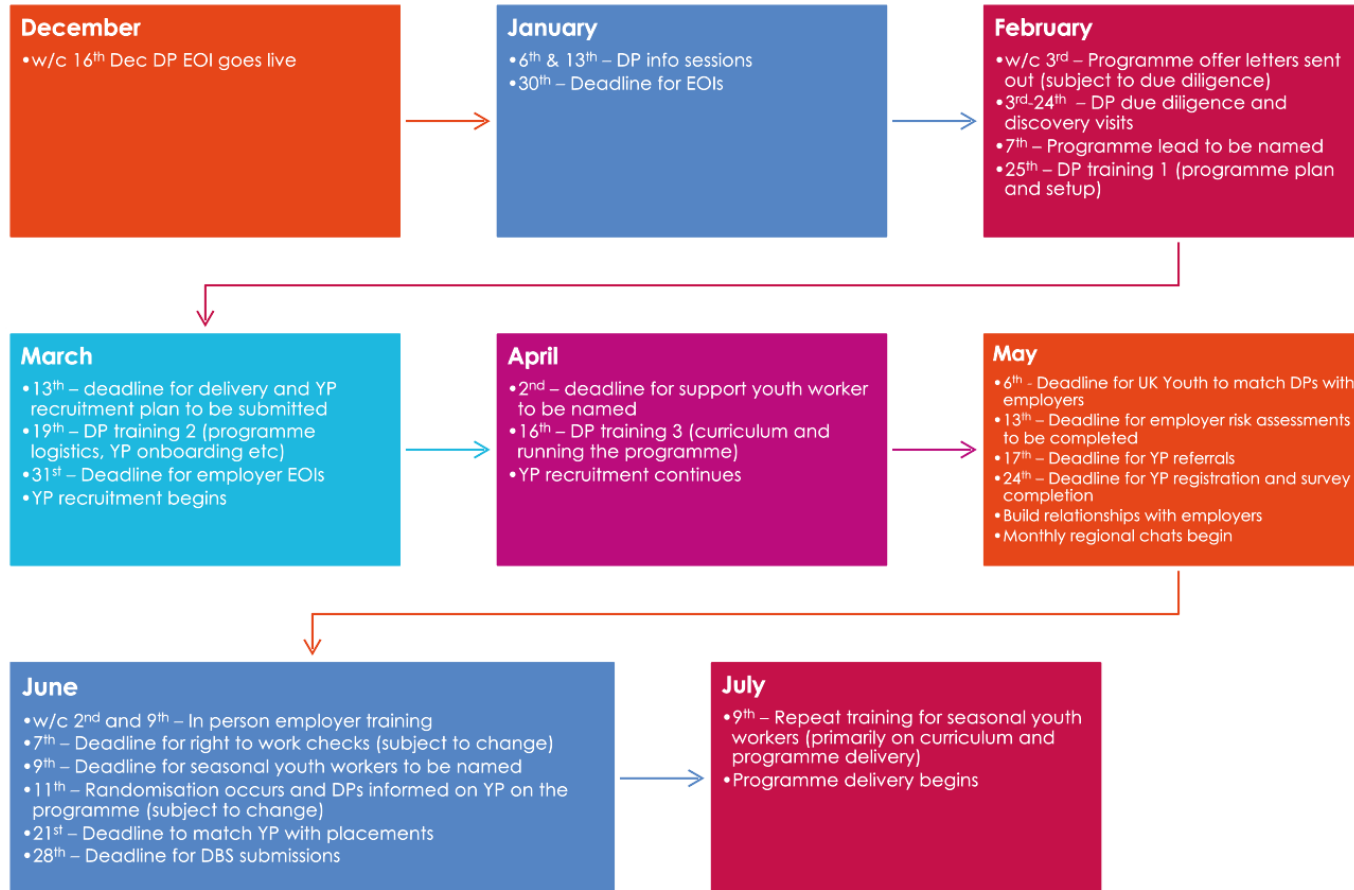 December
•w/c 16th Dec DP EOI goes live
January
•6th & 13th – DP info sessions
•30th – Deadline for EOIs
February
•w/c 3rd – Programme offer letters sent
out (subject to due diligence)
•3rd-24th – DP due diligence and
discovery visits
•7th – Programme lead to be named
•25th – DP training 1 (programme plan
and setup)
March
•13th – deadline for delivery and YP
recruitment plan to be submitted
•19th – DP training 2 (programme
logistics, YP onboarding etc)
•31st – Deadline for employer EOIs
•YP recruitment begins
April
•2nd – deadline for support youth worker
to be named
•16th – DP training 3 (curriculum and
running the programme)
•YP recruitment continues
May
•6th - Deadline for UK Youth to match DPs with
employers
•13th – Deadline for employer risk assessments
to be completed
•17th – Deadline for YP referrals
•24th – Deadline for YP registration and survey
completion
•Build relationships with employers
•Monthly regional chats begin
June
•w/c 2nd and 9th – In person employer training
•7th – Deadline for right to work checks (subject to change)
•9th – Deadline for seasonal youth workers to be named
•11th – Randomisation occurs and DPs informed on YP on the
programme (subject to change)
•21st – Deadline to match YP with placements
•28th – Deadline for DBS submissions
July
•9th – Repeat training for seasonal youth
workers (primarily on curriculum and
programme delivery)
•Programme delivery begins